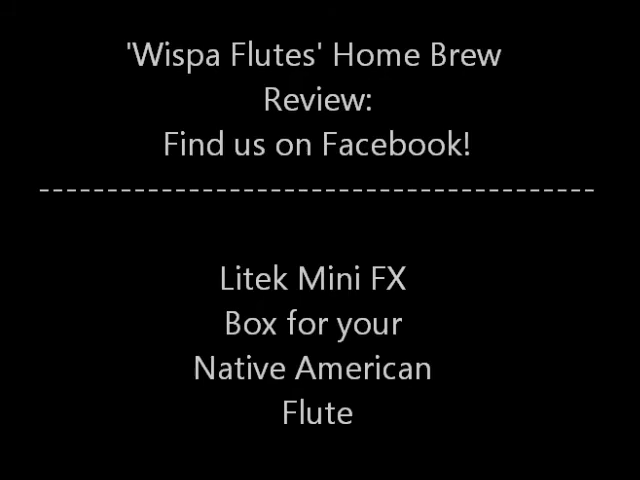 'Wispa Flutes' Home Brew
Review:
Find us on Facebook!
-----------------------------------------
Litek Mini FX
Box for your
Native American
Flute